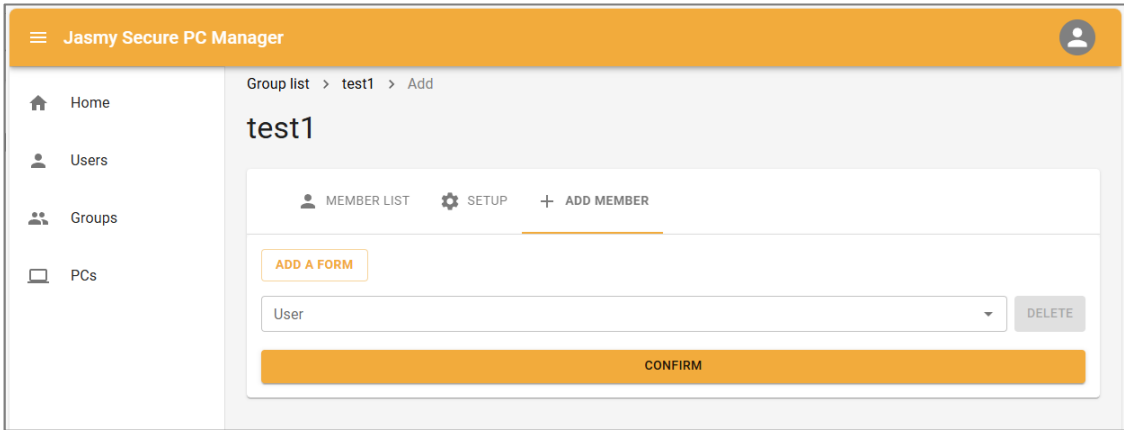 Jasmy Secure PC Manager
Home
Users
Groups
PCs
Group list > test1 > Add
test1
MEMBER LIST SETUP + ADD MEMBER
ADD A FORM
User DELETE
CONFIRM